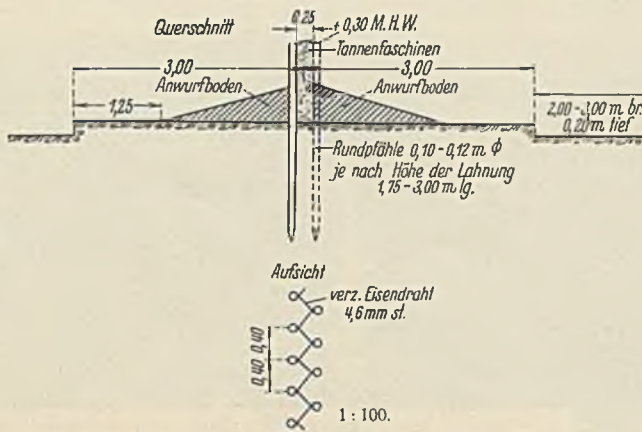 Querschnitt
0.25
+ 0,30 M. H. W.
Tannenfaschinen
3,00
3,00
Anwurfboden
Anwurfboden
1,25
2,00 - 3,00 m br.
0,20 m tief
Rundpfähle 0,10 - 0,12 m ϕ
je nach Höhe der Lahnung
1,75 - 3,00 m lg.
Aufsicht
verz. Eisendraht
4,6 mm st.
0,40 0,40
1 : 100.